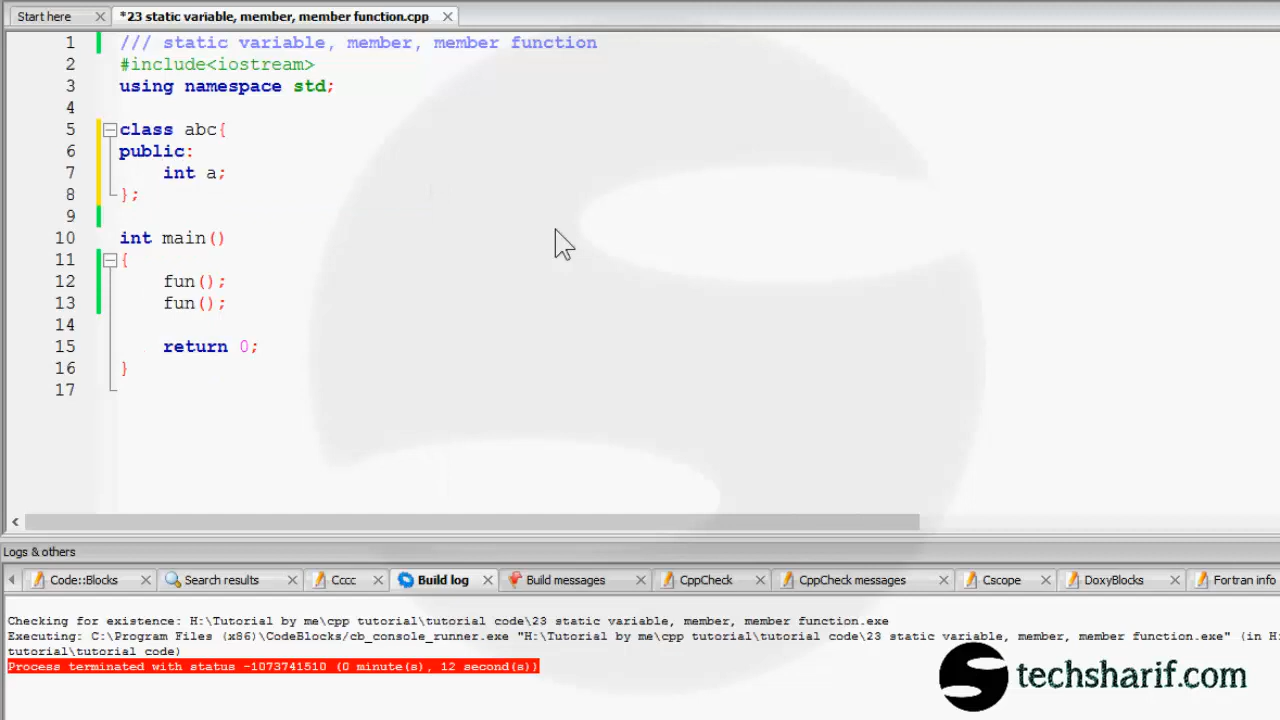 Start here
*23 static variable, member, member function.cpp
1 /// static variable, member, member function
2 #include<iostream>
3 using namespace std;
4
5 class abc{
6 public:
7 int a;
8 };
9
10 int main()
11 {
12 fun();
13 fun();
14
15 return 0;
16 }
17
Logs & others
Code::Blocks
Search results
Cccc
Build log
Build messages
CppCheck
CppCheck messages
Cscope
DoxyBlocks
Fortran info
Checking for existence: H:\Tutorial by me\cpp tutorial\tutorial code\23 static variable, member, member function.exe
Executing: C:\Program Files (x86)\CodeBlocks/cb_console_runner.exe "H:\Tutorial by me\cpp tutorial\tutorial code\23 static variable, member, member function.exe" (in H:
tutorial\tutorial code)
Process terminated with status -1073741510 (0 minute(s), 12 second(s))
techsharif.com